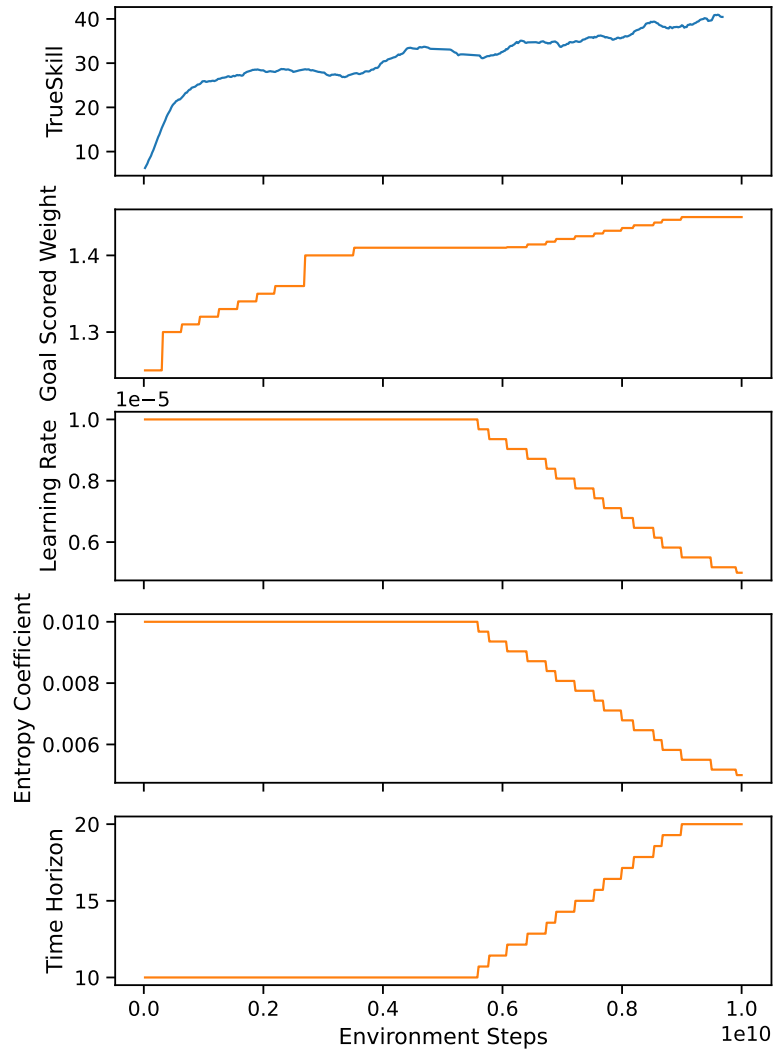 TrueSkill
40
30
20
10
Goal Scored Weight
1.4
1.3
1e−5
Learning Rate
1.0
0.8
0.6
Entropy Coefficient
0.010
0.008
0.006
Time Horizon
20
15
10
0.0 0.2 0.4 0.6 0.8 1.0
Environment Steps
1e10